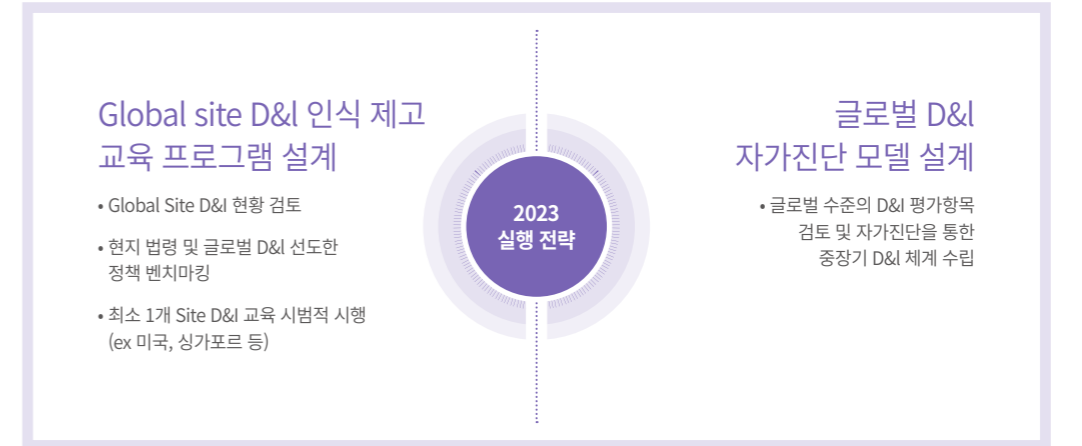 Global site D&I 인식 제고
교육 프로그램 설계
• Global Site D&I 현황 검토
• 현지 법령 및 글로벌 D&I 선도한
정책 벤치마킹
• 최소 1개 Site D&I 교육 시범적 시행
(ex 미국, 싱가포르 등)
2023
실행 전략
글로벌 D&I
자가진단 모델 설계
• 글로벌 수준의 D&I 평가항목
검토 및 자가진단을 통한
중장기 D&I 체계 수립